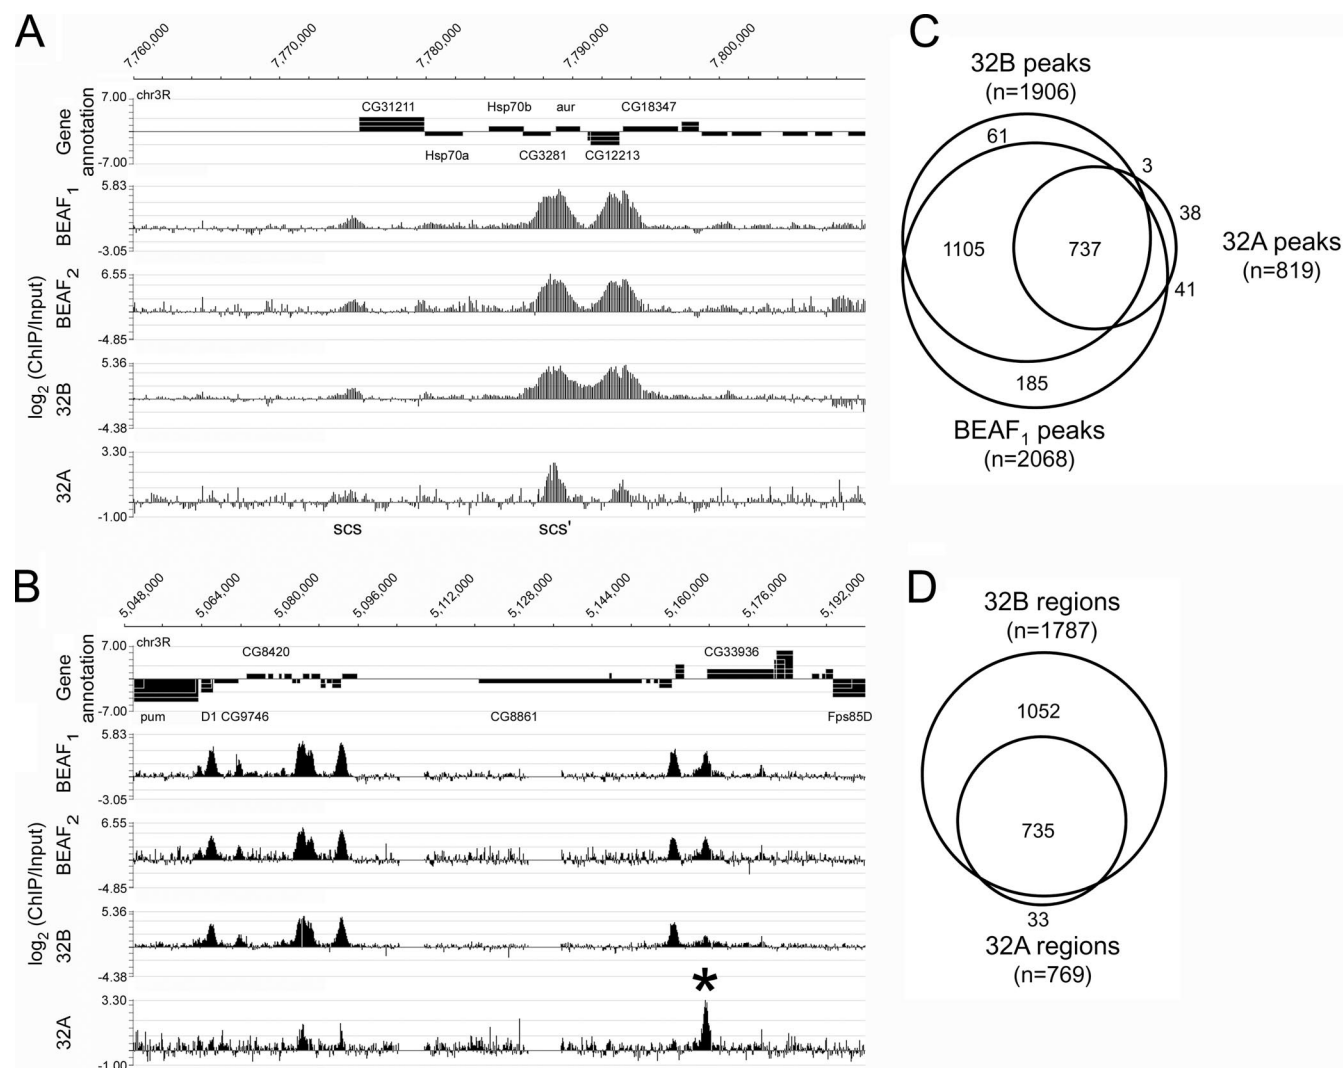 A
7,760,000
7,770,000
7,780,000
7,790,000
7,800,000
chr3R
Gene
annotation
7.00
-7.00
CG31211
Hsp70b
aur
CG18347
Hsp70a
CG3281
CG12213
log2 (ChIP/Input)
BEAF1
5.83
-3.05
BEAF2
6.55
-4.85
32B
5.36
-4.38
32A
3.30
-1.00
scs
scs'
B
5,048,000
5,064,000
5,080,000
5,096,000
5,112,000
5,128,000
5,144,000
5,160,000
5,176,000
5,192,000
chr3R
Gene
annotation
7.00
-7.00
CG8420
CG33936
pum
D1 CG9746
CG8861
Fps85D
log2 (ChIP/Input)
BEAF1
5.83
-3.05
BEAF2
6.55
-4.85
32B
5.36
-4.38
*
32A
3.30
-1.00
C
32B peaks
(n=1906)
61
3
38
1105
737
32A peaks
(n=819)
41
185
BEAF1 peaks
(n=2068)
D
32B regions
(n=1787)
1052
735
33
32A regions
(n=769)